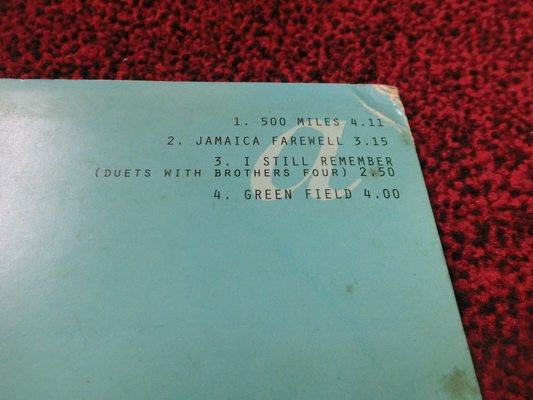 1. 500 MILES 4.11
2. JAMAICA FAREWELL 3.15
3. I STILL REMEMBER
(DUETS WITH BROTHERS FOUR) 2.50
4. GREEN FIELD 4.00
a